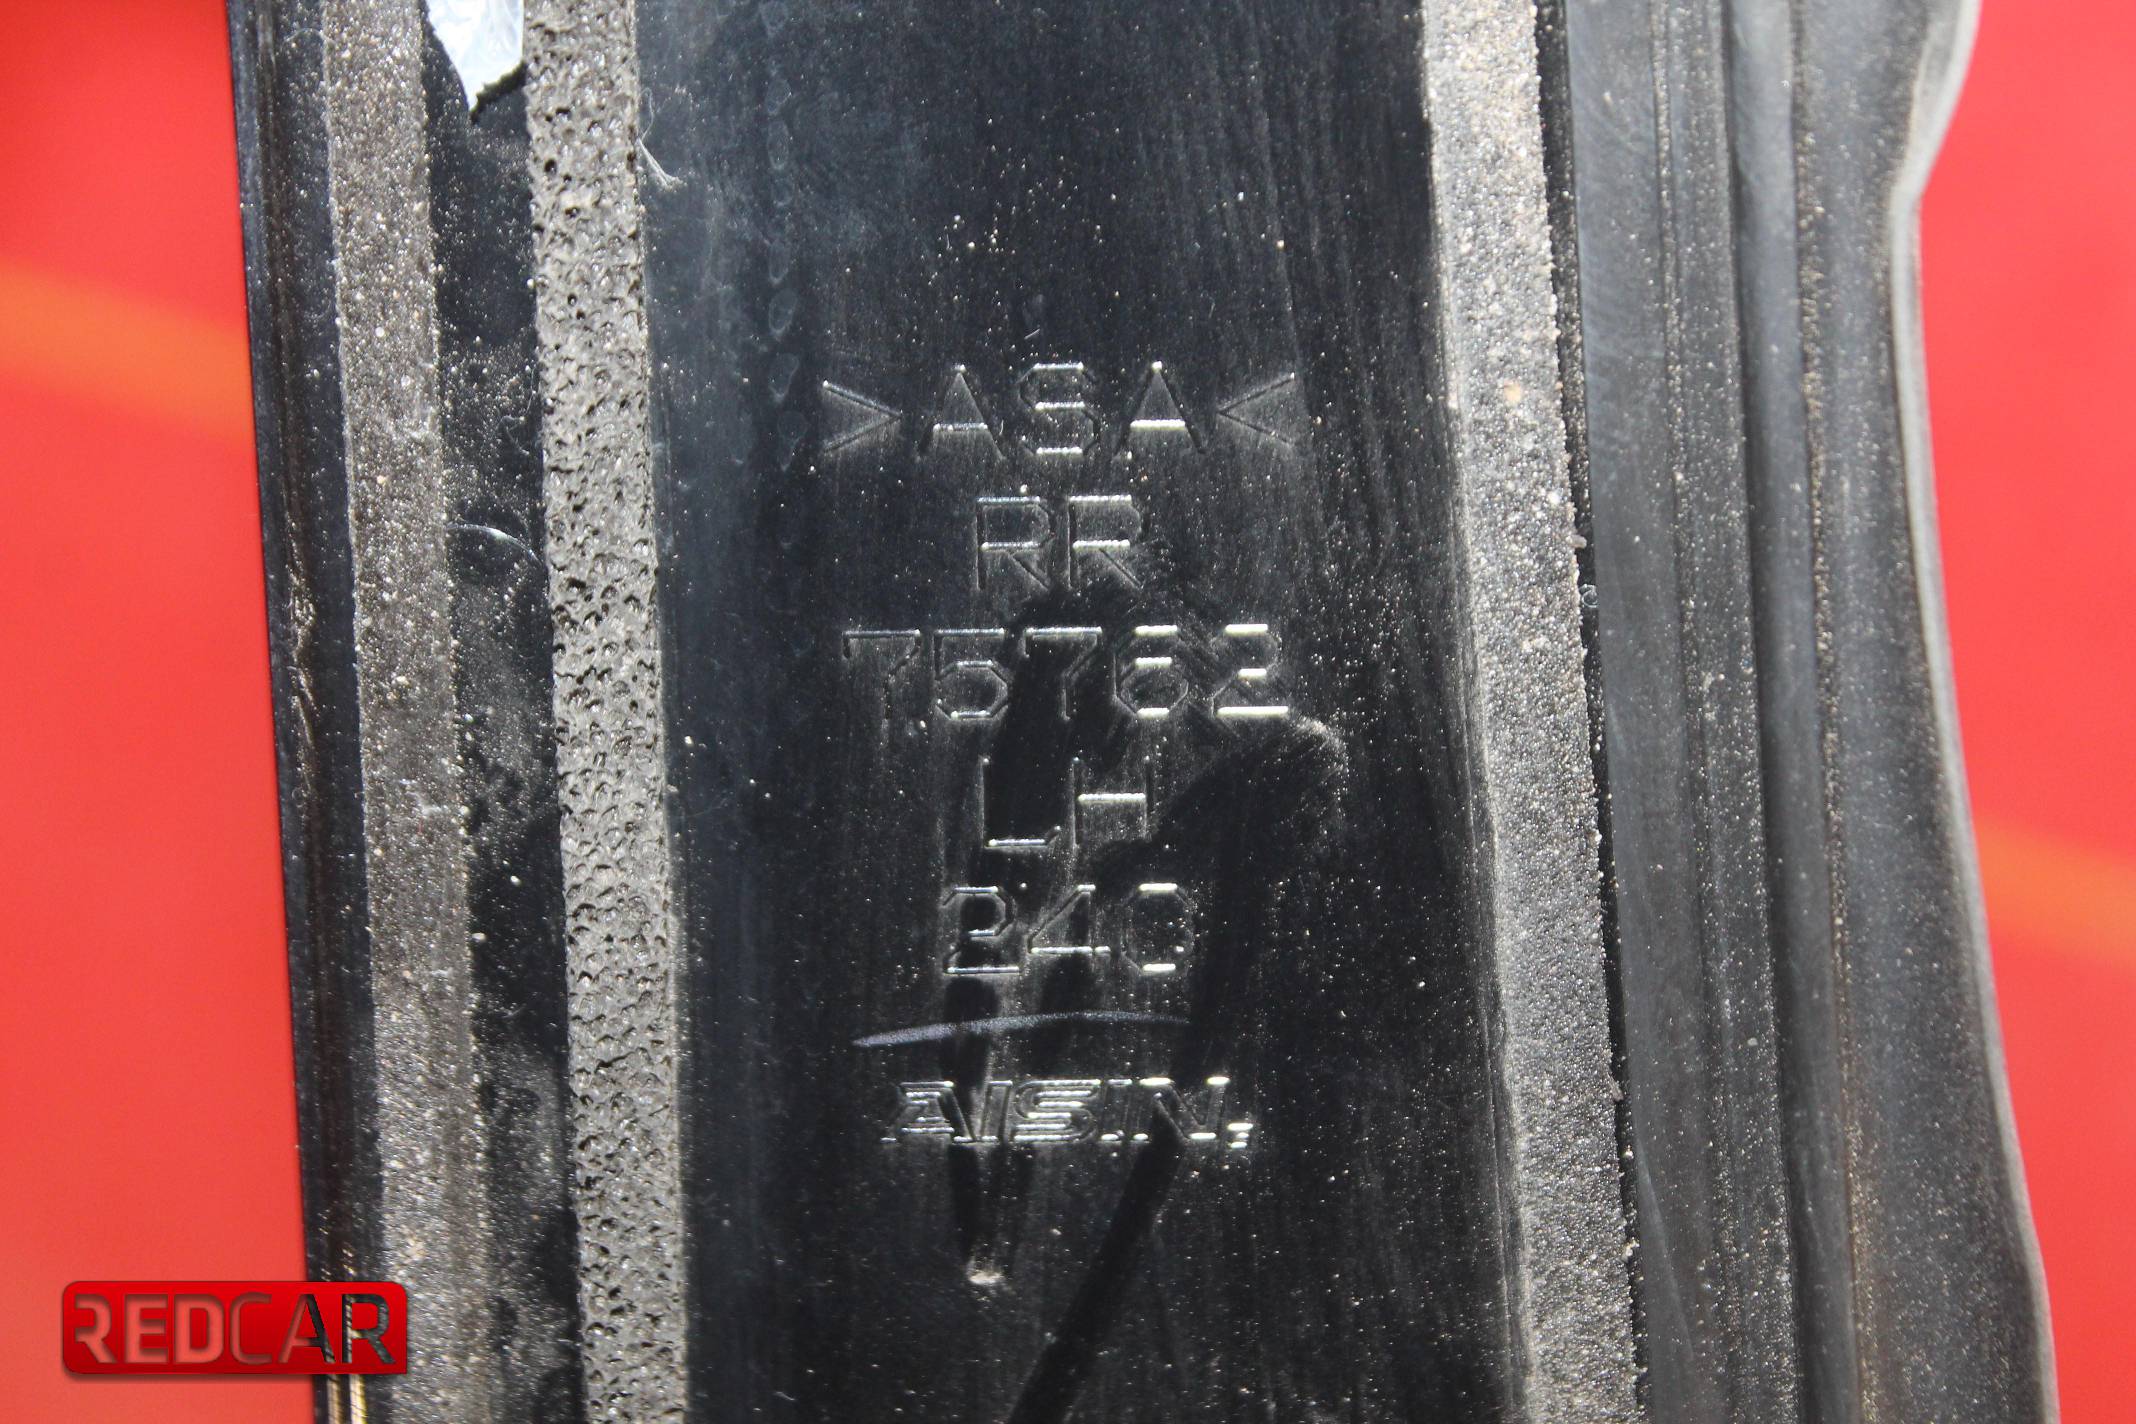 >ASA<
RR
75762
LH
240
AISIN.
REDCAR